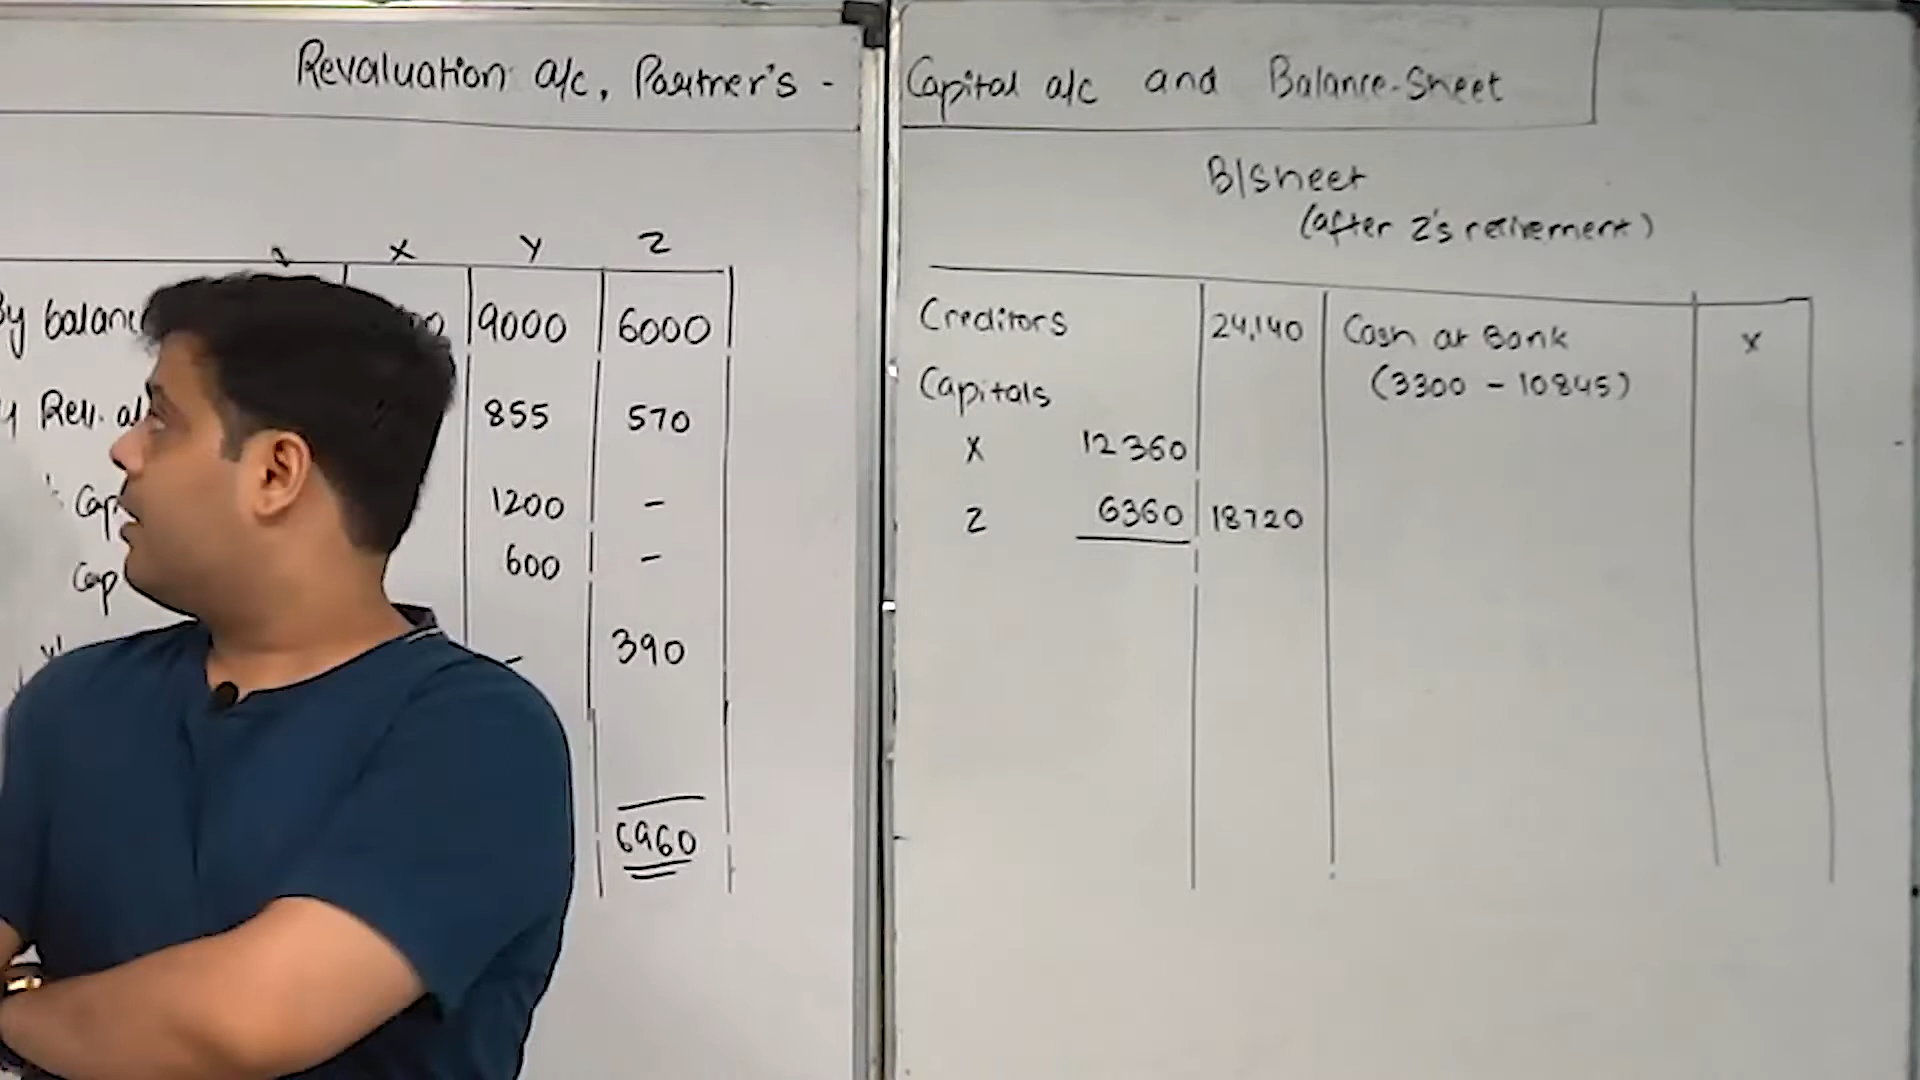 Revaluation a/c, Partner's - Capital a/c and Balance-Sheet
X Y Z
By balanc 9000 6000
Rev. a/ 855 570
Cap 1200 -
Cap 600 -
- 390
6960
B/Sheet
(after Z's retirement)
Creditors 24,140 Cash at Bank x
Capitals (3300 - 10845)
X 12360
Z 6360 18720